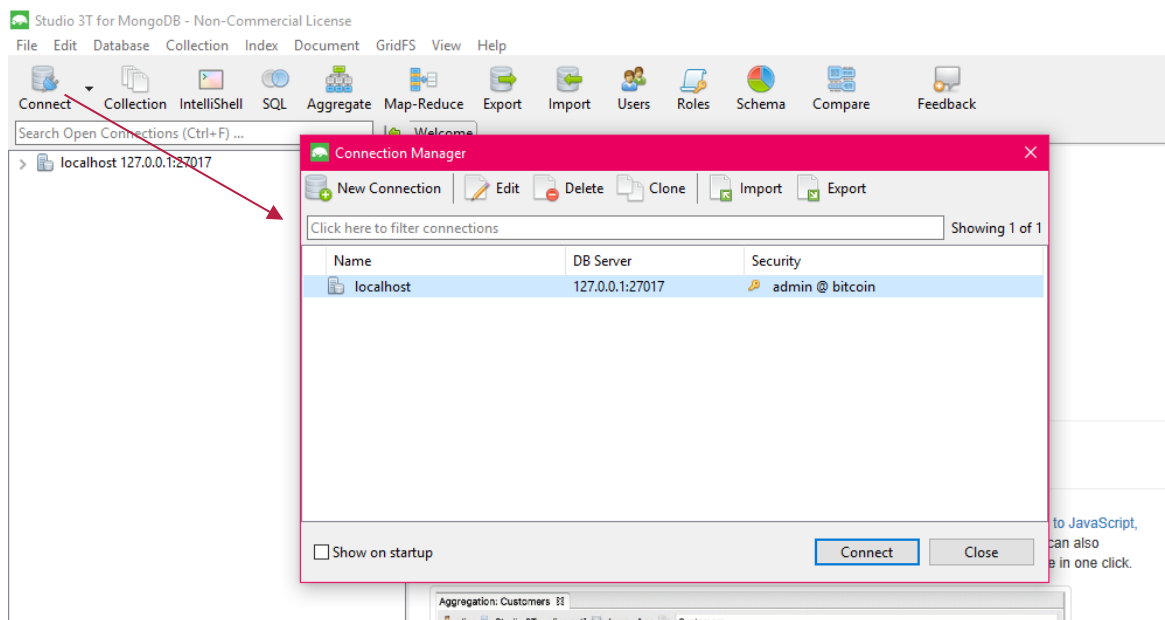 Studio 3T for MongoDB - Non-Commercial License
File Edit Database Collection Index Document GridFS View Help
Connect Collection IntelliShell SQL Aggregate Map-Reduce Export Import Users Roles Schema Compare Feedback
Search Open Connections (Ctrl+F) ...
Welcome
localhost 127.0.0.1:27017
Connection Manager
New Connection Edit Delete Clone Import Export
Click here to filter connections Showing 1 of 1
Name DB Server Security
localhost 127.0.0.1:27017 admin @ bitcoin
to JavaScript,
can also
in one click.
Show on startup Connect Close
Aggregation: Customers